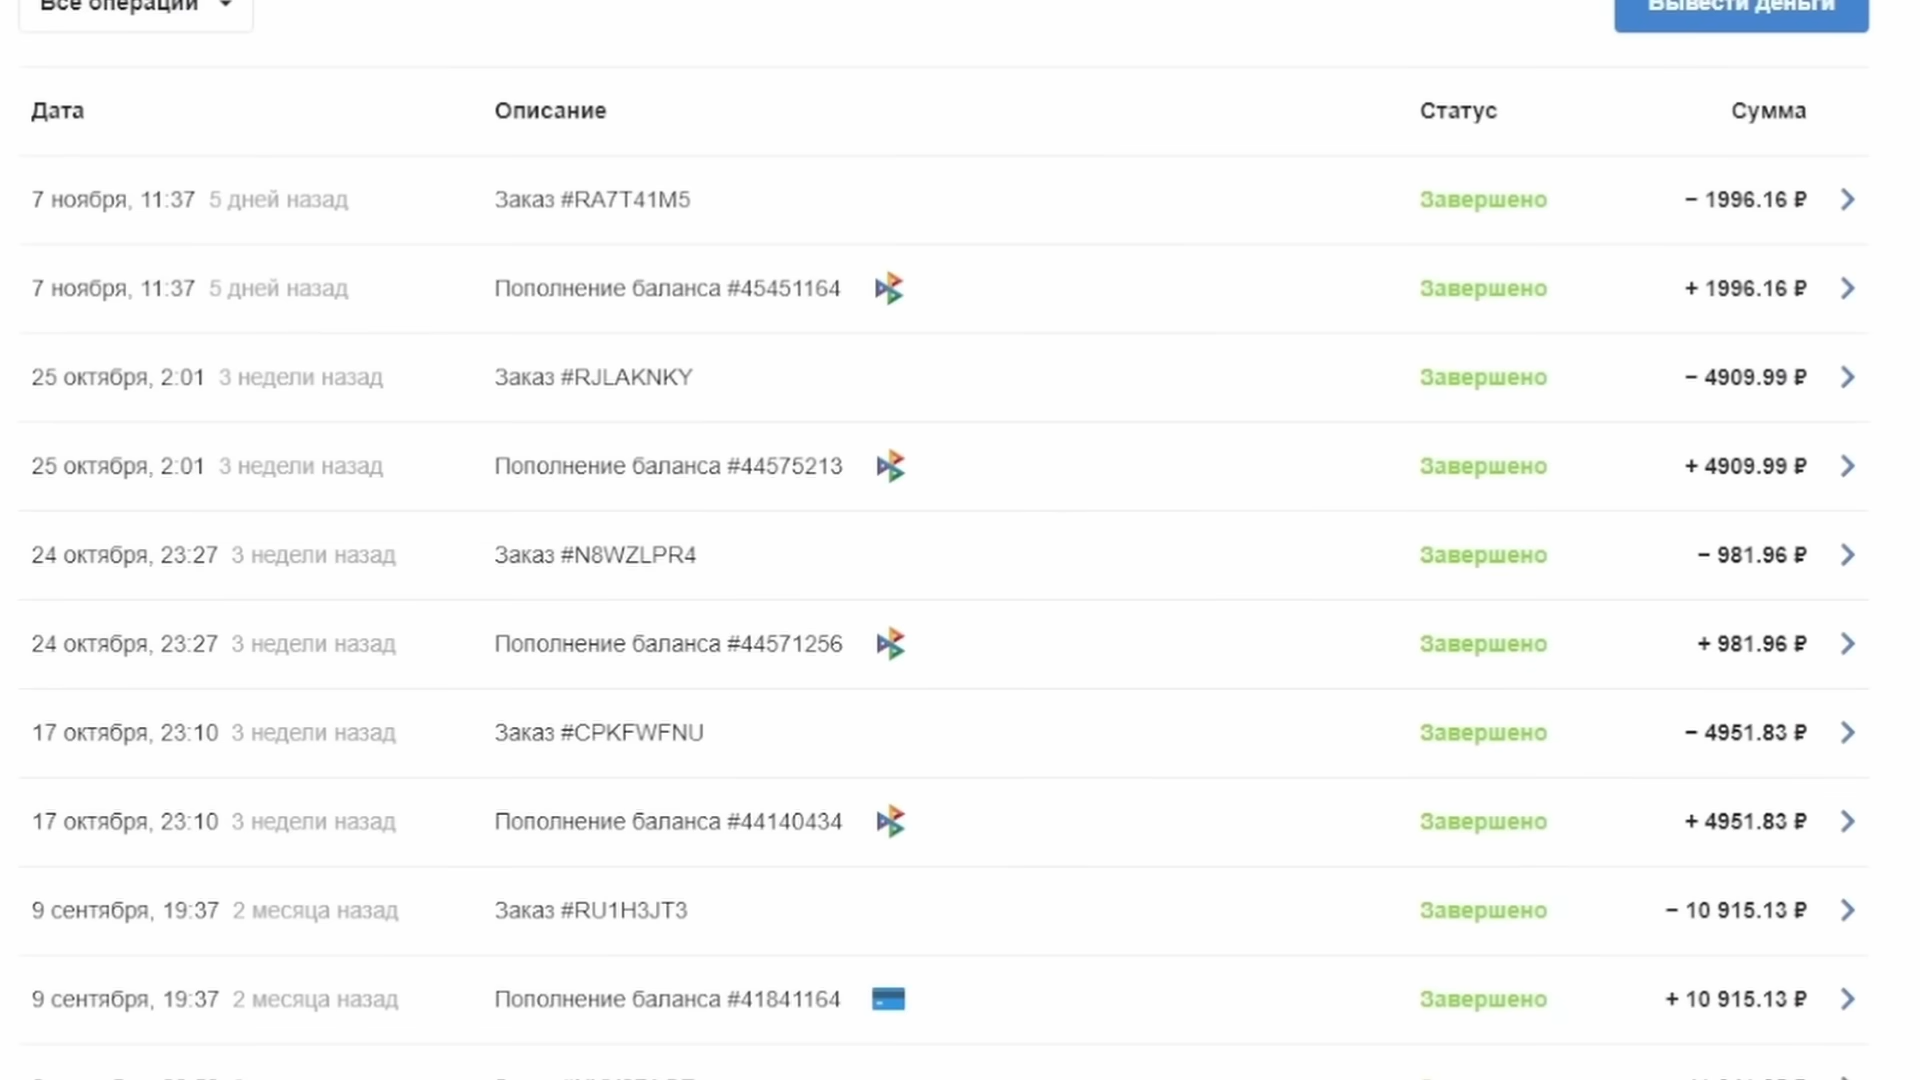 Все операции
Вывести деньги
Дата Описание Статус Сумма
7 ноября, 11:37 5 дней назад Заказ #RA7T41M5 Завершено − 1996.16 ₽
7 ноября, 11:37 5 дней назад Пополнение баланса #45451164 Завершено + 1996.16 ₽
25 октября, 2:01 3 недели назад Заказ #RJLAKNKY Завершено − 4909.99 ₽
25 октября, 2:01 3 недели назад Пополнение баланса #44575213 Завершено + 4909.99 ₽
24 октября, 23:27 3 недели назад Заказ #N8WZLPR4 Завершено − 981.96 ₽
24 октября, 23:27 3 недели назад Пополнение баланса #44571256 Завершено + 981.96 ₽
17 октября, 23:10 3 недели назад Заказ #CPKFWFNU Завершено − 4951.83 ₽
17 октября, 23:10 3 недели назад Пополнение баланса #44140434 Завершено + 4951.83 ₽
9 сентября, 19:37 2 месяца назад Заказ #RU1H3JT3 Завершено − 10 915.13 ₽
9 сентября, 19:37 2 месяца назад Пополнение баланса #41841164 Завершено + 10 915.13 ₽